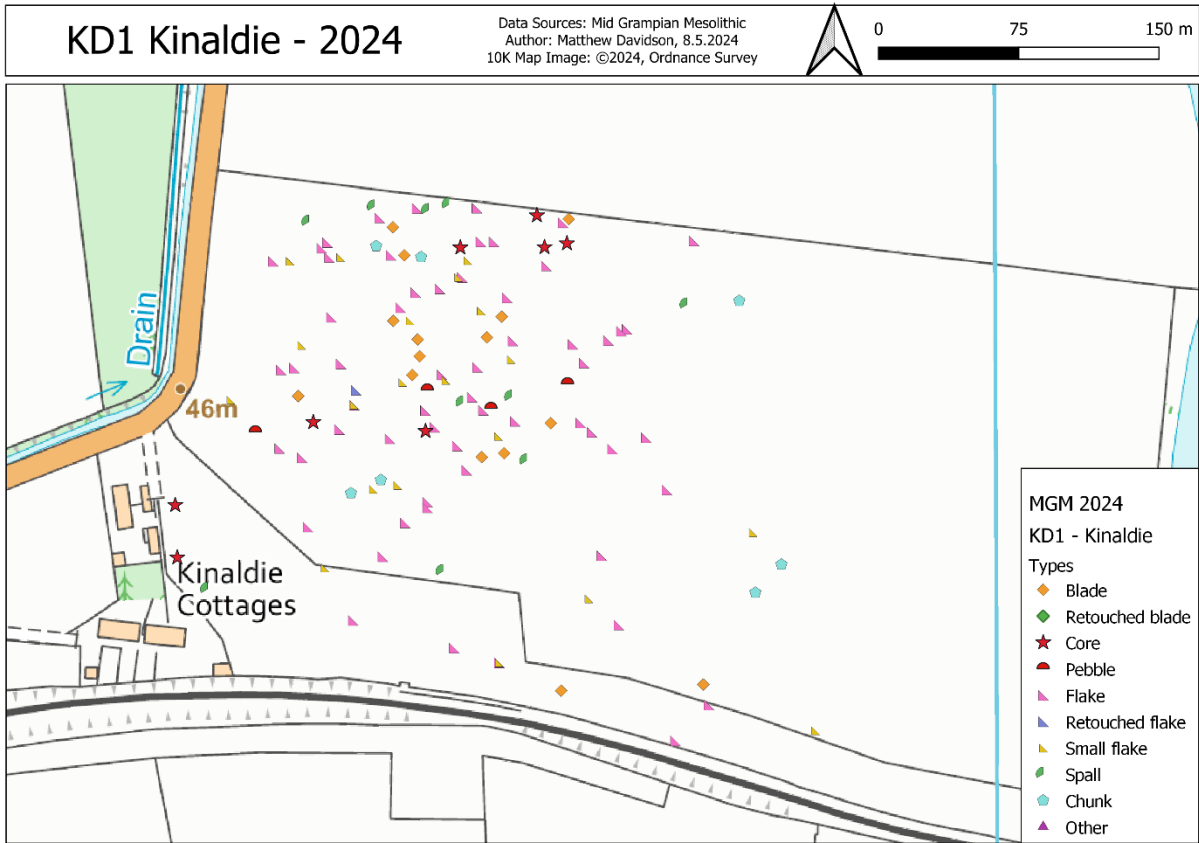 KD1 Kinaldie - 2024
Data Sources: Mid Grampian Mesolithic
Author: Matthew Davidson, 8.5.2024
10K Map Image: ©2024, Ordnance Survey
0 75 150 m
Drain
46m
Kinaldie
Cottages
MGM 2024
KD1 - Kinaldie
Types
Blade
Retouched blade
Core
Pebble
Flake
Retouched flake
Small flake
Spall
Chunk
Other